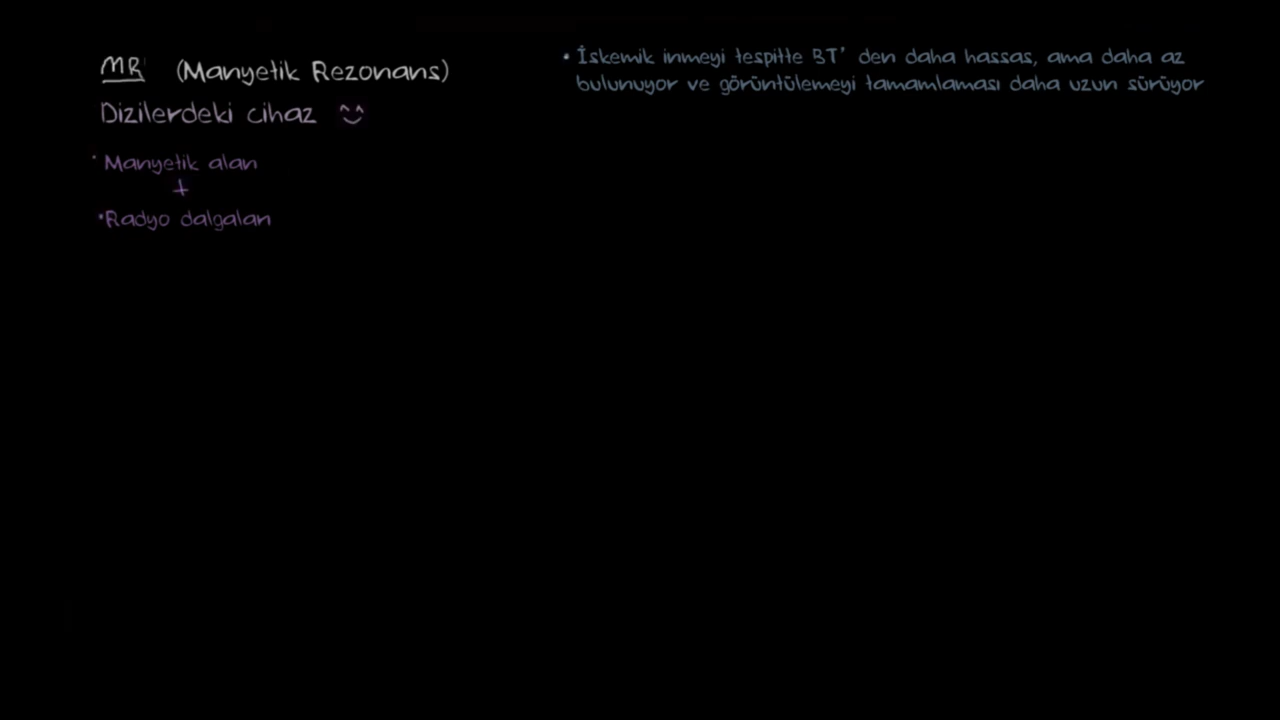 MR (Manyetik Rezonans)
Dizilerdeki cihaz
• Manyetik alan
+
• Radyo dalgaları
• İskemik inmeyi tespitte BT' den daha hassas, ama daha az
bulunuyor ve görüntülemeyi tamamlaması daha uzun sürüyor